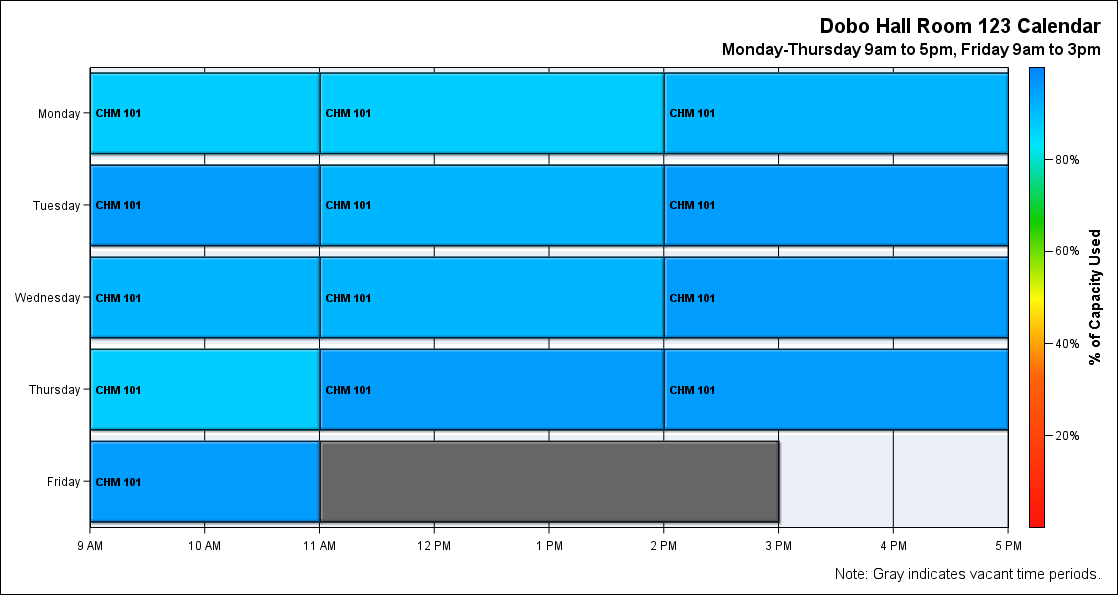 Dobo Hall Room 123 Calendar
Monday-Thursday 9am to 5pm, Friday 9am to 3pm
Monday
CHM 101
CHM 101
CHM 101
Tuesday
CHM 101
CHM 101
CHM 101
Wednesday
CHM 101
CHM 101
CHM 101
Thursday
CHM 101
CHM 101
CHM 101
Friday
CHM 101
9 AM
10 AM
11 AM
12 PM
1 PM
2 PM
3 PM
4 PM
5 PM
80%
60%
40%
20%
% of Capacity Used
Note: Gray indicates vacant time periods.